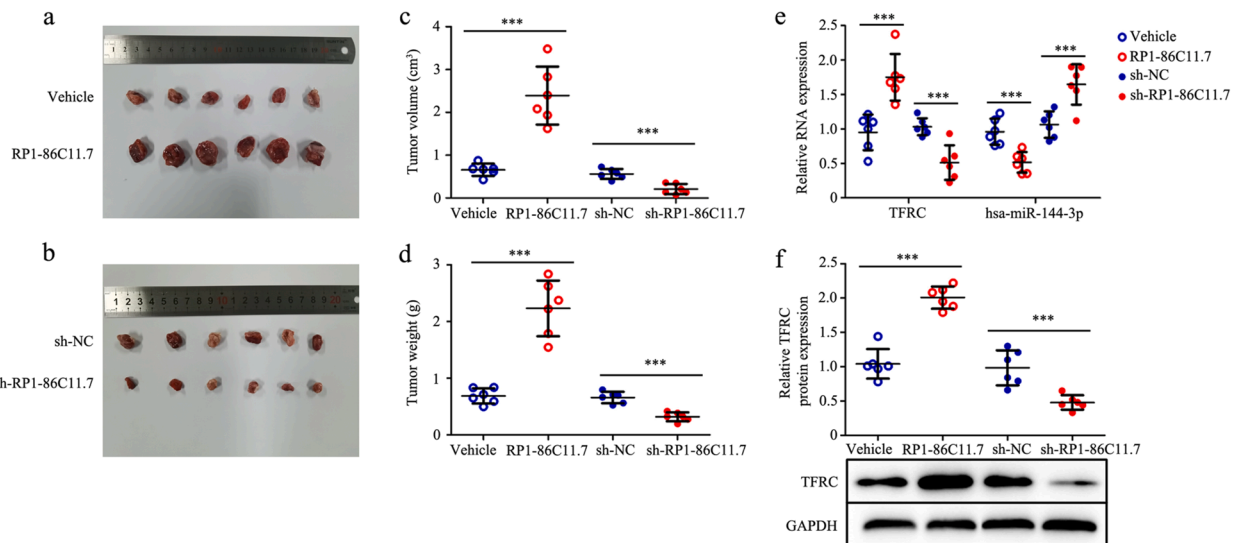 a
Vehicle
RP1-86C11.7
b
sh-NC
h-RP1-86C11.7
c
Tumor volume (cm³)
4
3
2
1
0
***
***
Vehicle RP1-86C11.7 sh-NC sh-RP1-86C11.7
d
Tumor weight (g)
3
2
1
0
***
***
Vehicle RP1-86C11.7 sh-NC sh-RP1-86C11.7
e
Relative RNA expression
2.5
2.0
1.5
1.0
0.5
0
***
***
***
***
TFRC hsa-miR-144-3p
Vehicle
RP1-86C11.7
sh-NC
sh-RP1-86C11.7
f
Relative TFRC
protein expression
2.5
2.0
1.5
1.0
0.5
0
***
***
Vehicle RP1-86C11.7 sh-NC sh-RP1-86C11.7
TFRC
GAPDH